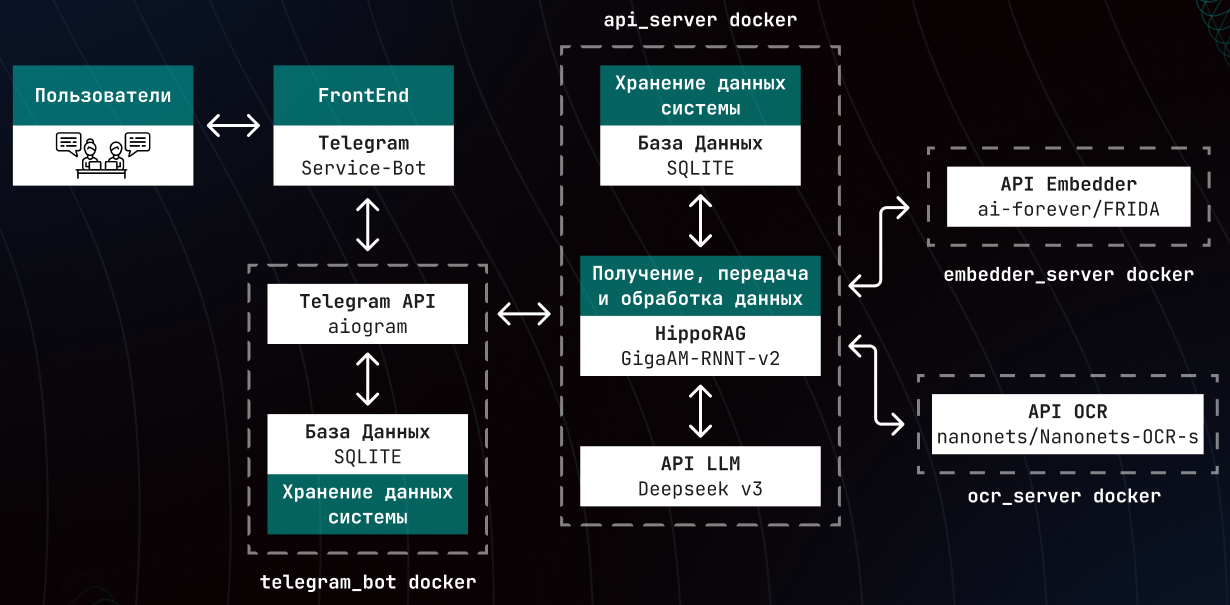 api_server docker
Пользователи
FrontEnd
Telegram
Service-Bot
Telegram API
aiogram
База Данных
SQLITE
Хранение данных
системы
telegram_bot docker
Хранение данных
системы
База Данных
SQLITE
Получение, передача
и обработка данных
HippoRAG
GigaAM-RNNT-v2
API LLM
Deepseek v3
API Embedder
ai-forever/FRIDA
embedder_server docker
API OCR
nanonets/Nanonets-OCR-s
ocr_server docker